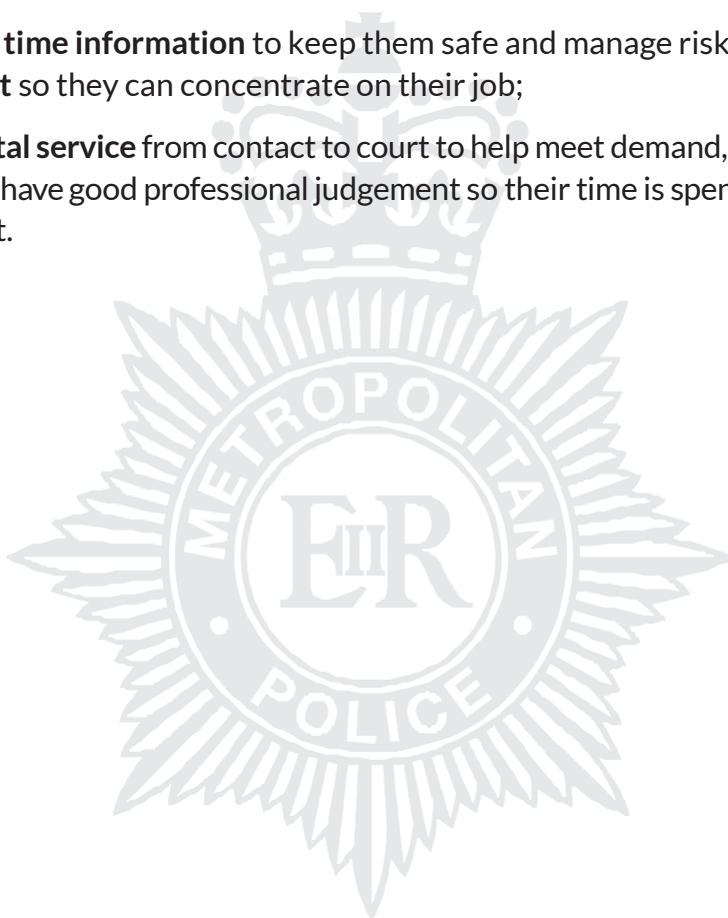 time information to keep them safe and manage risk
t so they can concentrate on their job;
tal service from contact to court to help meet demand,
have good professional judgement so their time is spen
t.
METROPOLITAN
EIIR
POLICE